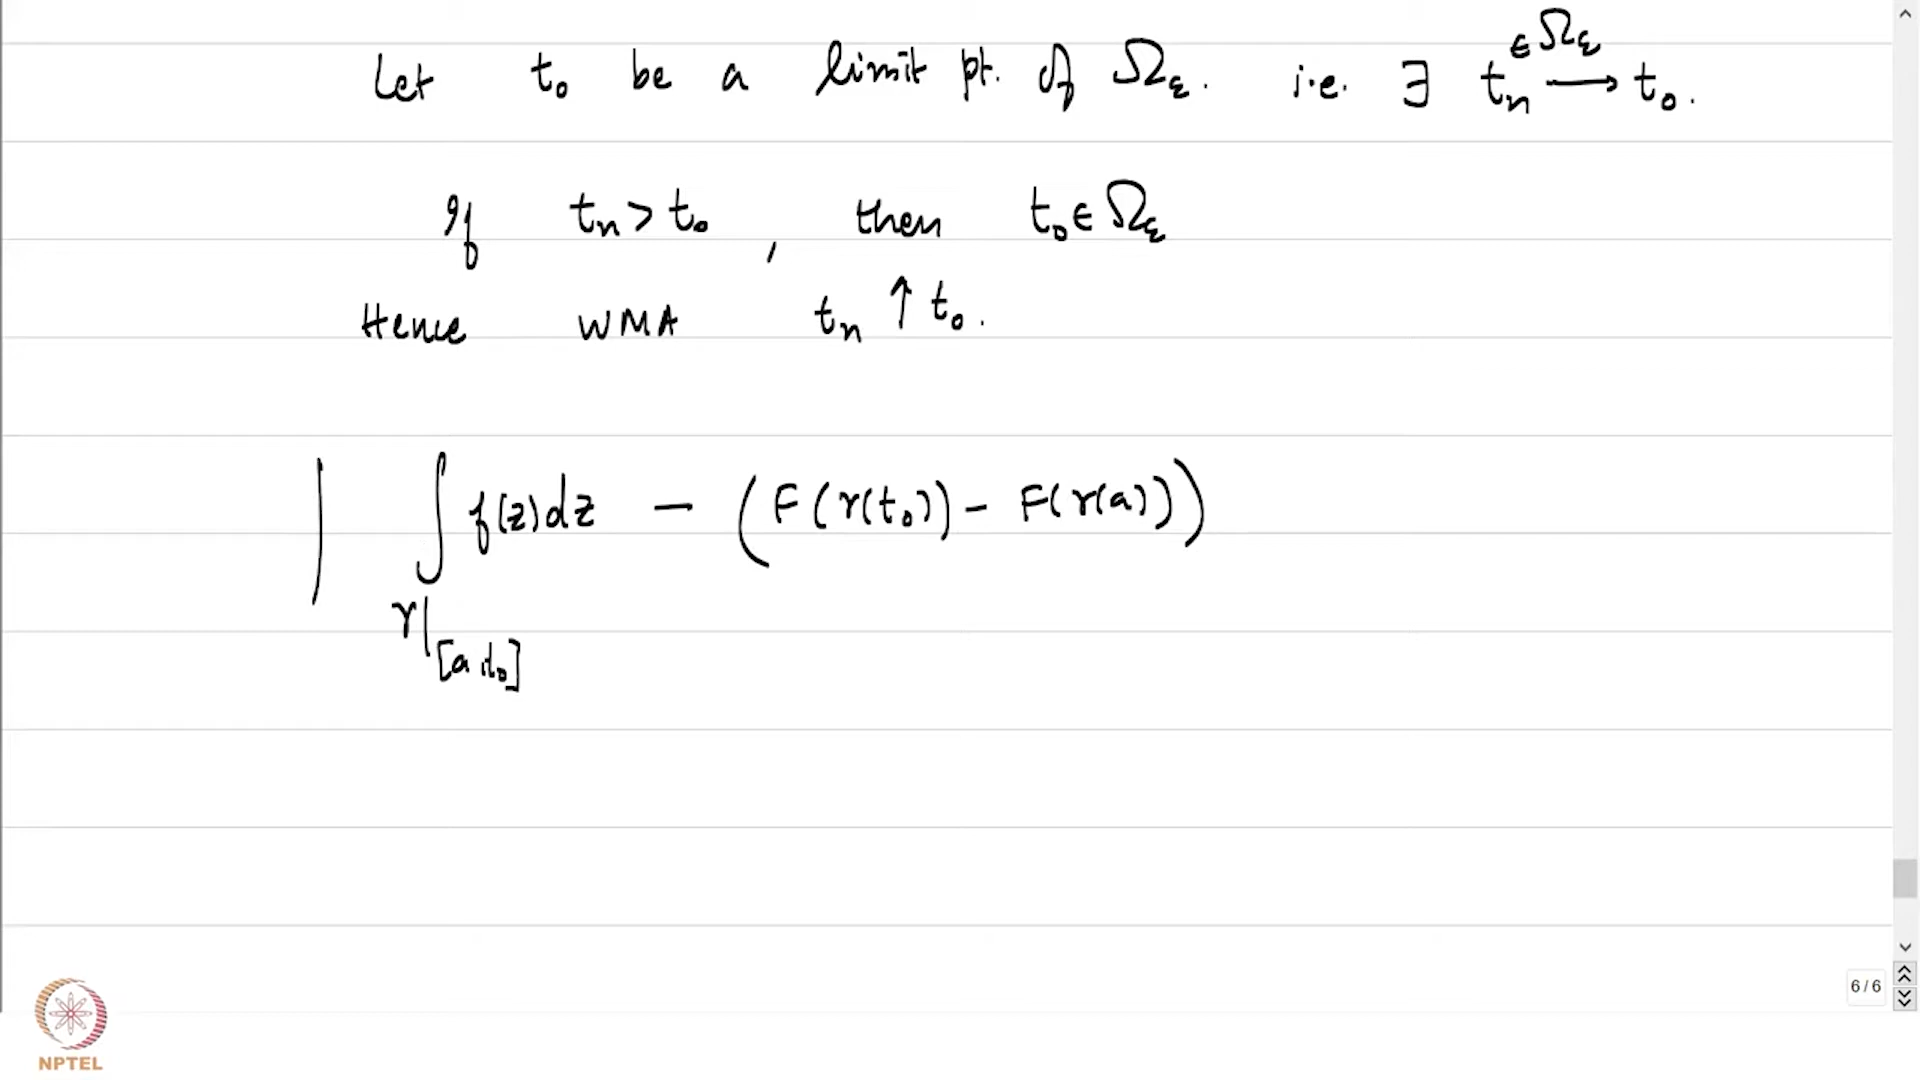 Let t₀ be a limit pt. of Ω_ε. i.e. ∃ t_n ∈ Ω_ε ⟶ t₀.
If t_n > t₀, then t₀ ∈ Ω_ε
Hence WMA t_n ↑ t₀.
| ∫_{γ|_{[a,t₀]}} f(z)dz − (F(γ(t₀)) − F(γ(a)))
6 / 6
NPTEL